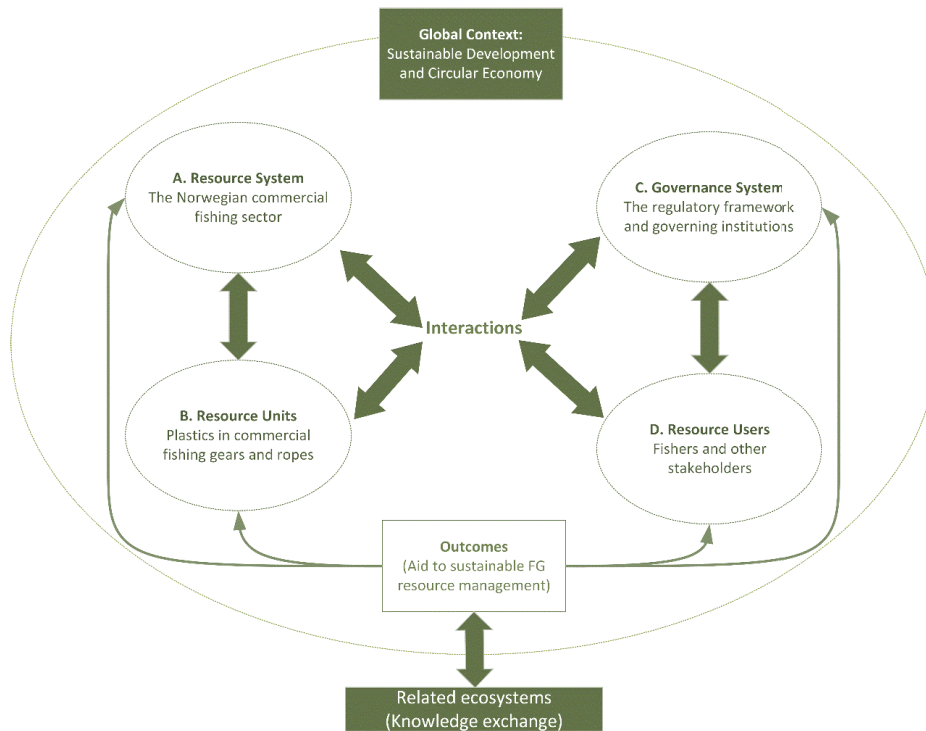 Global Context:
Sustainable Development
and Circular Economy
A. Resource System
The Norwegian commercial
fishing sector
C. Governance System
The regulatory framework
and governing institutions
Interactions
B. Resource Units
Plastics in commercial
fishing gears and ropes
D. Resource Users
Fishers and other
stakeholders
Outcomes
(Aid to sustainable FG
resource management)
Related ecosystems
(Knowledge exchange)